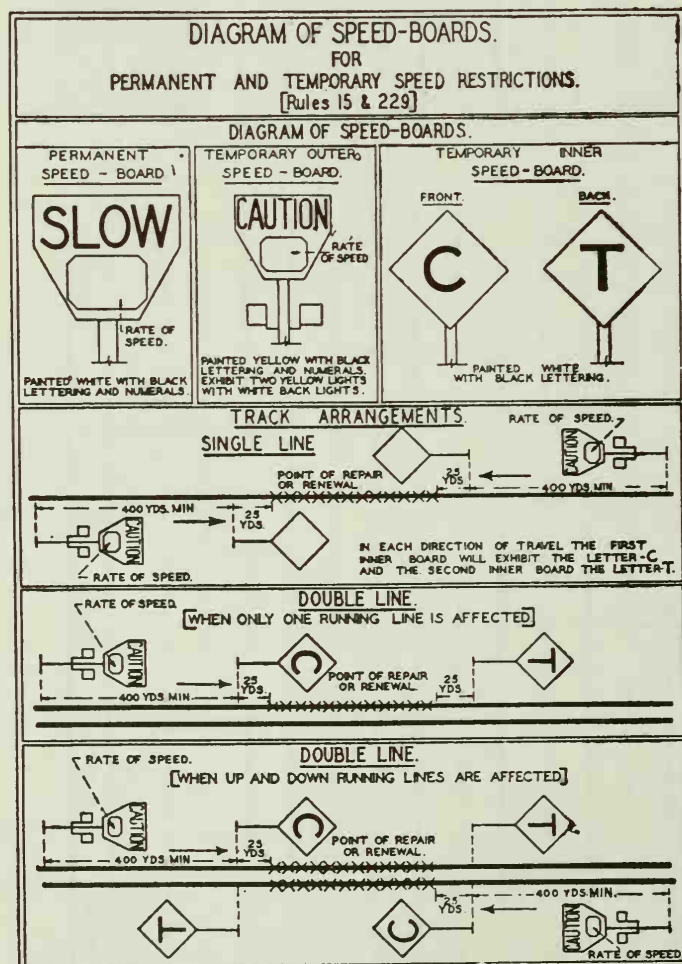 DIAGRAM OF SPEED-BOARDS.
FOR
PERMANENT AND TEMPORARY SPEED RESTRICTIONS.
[Rules 15 & 229]
DIAGRAM OF SPEED-BOARDS.
PERMANENT
SPEED - BOARD
SLOW
RATE OF
SPEED.
PAINTED WHITE WITH BLACK
LETTERING AND NUMERALS.
TEMPORARY OUTER
SPEED - BOARD.
CAUTION
RATE
OF SPEED
PAINTED YELLOW WITH BLACK
LETTERING AND NUMERALS.
EXHIBIT TWO YELLOW LIGHTS
WITH WHITE BACK LIGHTS.
TEMPORARY INNER
SPEED-BOARD.
FRONT.
BACK.
C
T
PAINTED WHITE
WITH BLACK LETTERING.
TRACK ARRANGEMENTS.
SINGLE LINE
RATE OF SPEED.
CAUTION
POINT OF REPAIR
OR RENEWAL
25
YDS.
400 YDS. MIN.
400 YDS. MIN
25
YDS.
CAUTION
RATE OF SPEED.
IN EACH DIRECTION OF TRAVEL THE FIRST
INNER BOARD WILL EXHIBIT THE LETTER-C
AND THE SECOND INNER BOARD THE LETTER-T.
DOUBLE LINE.
[WHEN ONLY ONE RUNNING LINE IS AFFECTED]
RATE OF SPEED.
CAUTION
C
T
POINT OF REPAIR
OR RENEWAL.
400 YDS. MIN
25
YDS.
25
YDS.
DOUBLE LINE.
[WHEN UP AND DOWN RUNNING LINES ARE AFFECTED]
RATE OF SPEED.
CAUTION
C
T
POINT OF REPAIR
OR RENEWAL.
400 YDS MIN
25
YDS
25
YDS.
400 YDS. MIN.
T
C
CAUTION
RATE OF SPEED